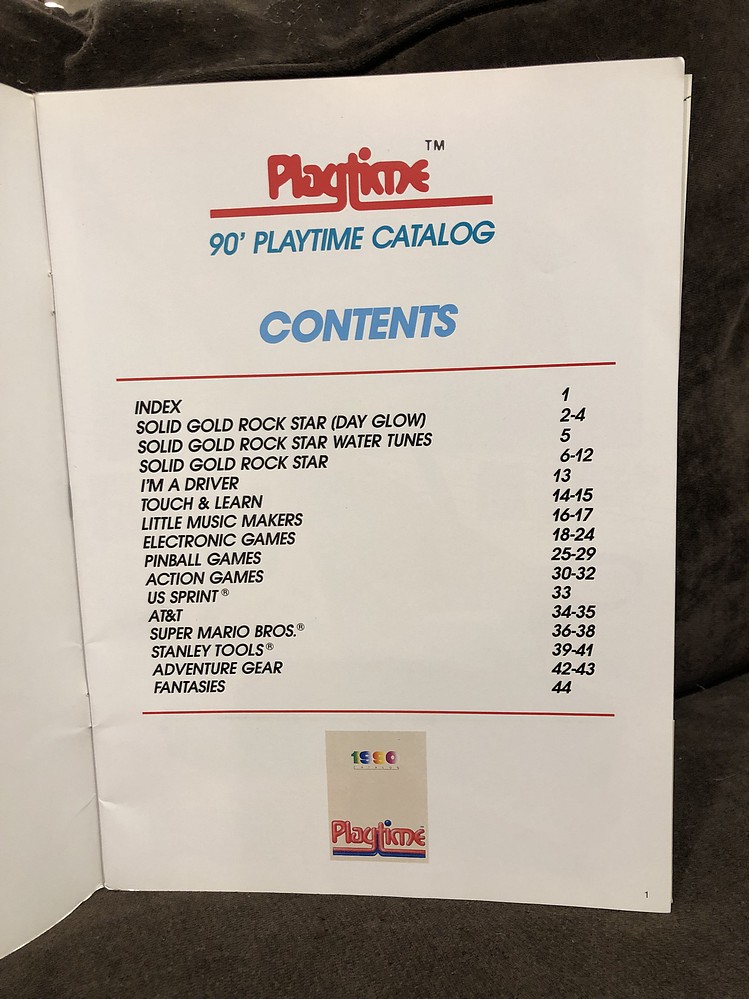 Playtime™
90' PLAYTIME CATALOG
CONTENTS
INDEX 1
SOLID GOLD ROCK STAR (DAY GLOW) 2-4
SOLID GOLD ROCK STAR WATER TUNES 5
SOLID GOLD ROCK STAR 6-12
I'M A DRIVER 13
TOUCH & LEARN 14-15
LITTLE MUSIC MAKERS 16-17
ELECTRONIC GAMES 18-24
PINBALL GAMES 25-29
ACTION GAMES 30-32
US SPRINT® 33
AT&T 34-35
SUPER MARIO BROS.® 36-38
STANLEY TOOLS® 39-41
ADVENTURE GEAR 42-43
FANTASIES 44
1990
CATALOG
Playtime™
1